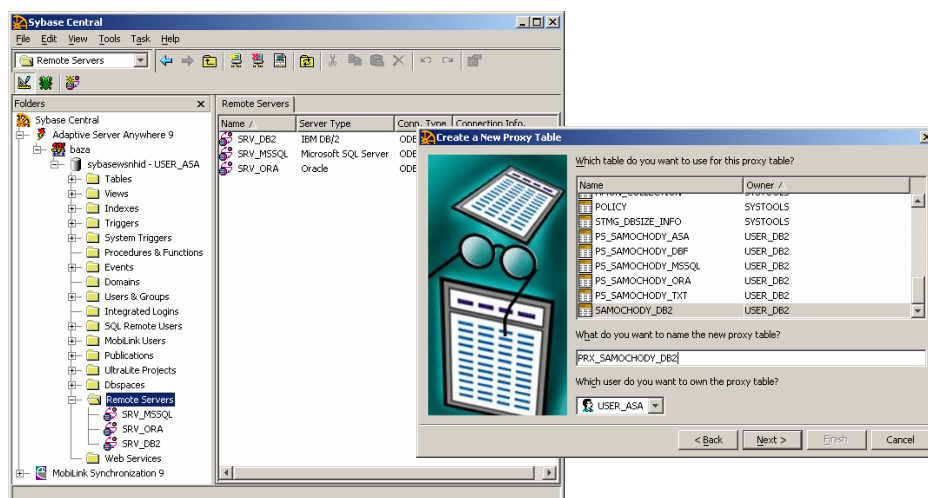 Sybase Central
File Edit View Tools Task Help
Remote Servers
Folders x
Sybase Central
Adaptive Server Anywhere 9
baza
sybasewsnhid - USER_ASA
Tables
Views
Indexes
Triggers
System Triggers
Procedures & Functions
Events
Domains
Users & Groups
Integrated Logins
SQL Remote Users
MobiLink Users
Publications
UltraLite Projects
Dbspaces
Remote Servers
SRV_MSSQL
SRV_ORA
SRV_DB2
Web Services
MobiLink Synchronization 9
Remote Servers
Name Server Type Conn. Type Connection Info.
SRV_DB2 IBM DB/2 ODB
SRV_MSSQL Microsoft SQL Server ODB
SRV_ORA Oracle ODB
Create a New Proxy Table
Which table do you want to use for this proxy table?
Name Owner
POLICY SYSTOOLS
STMG_DBSIZE_INFO SYSTOOLS
PS_SAMOCHODY_ASA USER_DB2
PS_SAMOCHODY_DBF USER_DB2
PS_SAMOCHODY_MSSQL USER_DB2
PS_SAMOCHODY_ORA USER_DB2
PS_SAMOCHODY_TXT USER_DB2
SAMOCHODY_DB2 USER_DB2
What do you want to name the new proxy table?
PRX_SAMOCHODY_DB2
Which user do you want to own the proxy table?
USER_ASA
< Back Next > Finish Cancel